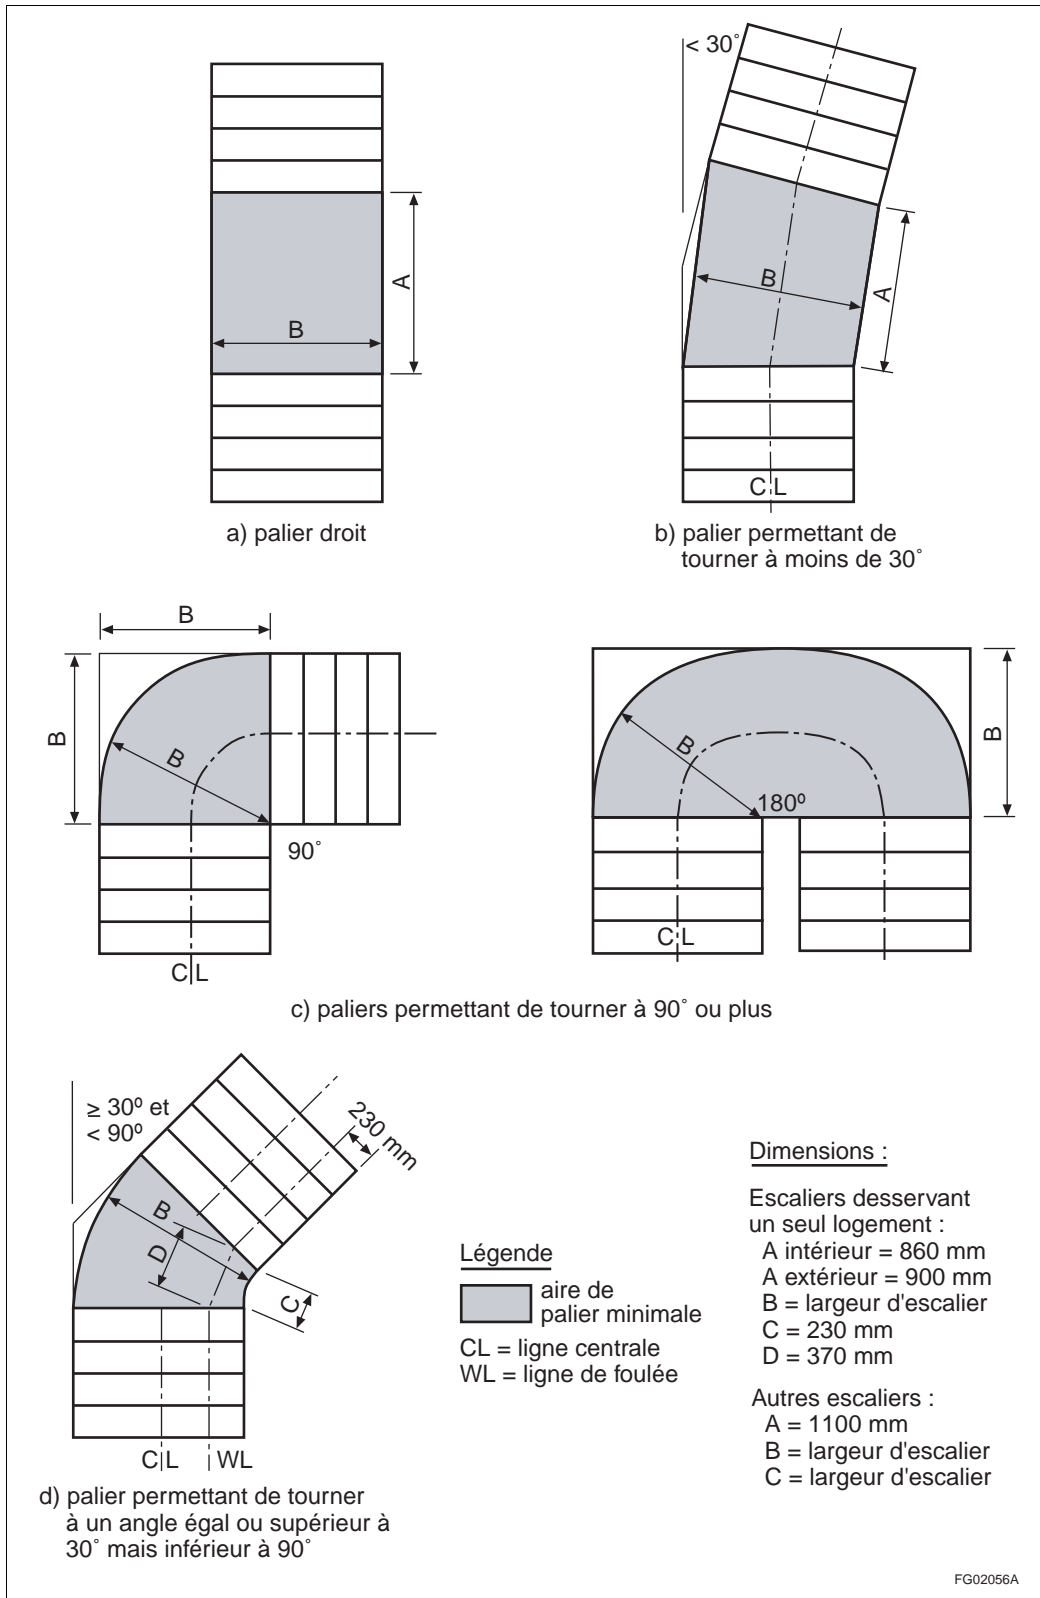 < 30˚
A
B
B
A
C L
a) palier droit
b) palier permettant de
tourner à moins de 30˚
B
B
B
90˚
C L
B
B
180º
C L
c) paliers permettant de tourner à 90˚ ou plus
≥ 30º et
< 90º
230 mm
B
D
C
C L
WL
d) palier permettant de tourner
à un angle égal ou supérieur à
30˚ mais inférieur à 90˚
Légende
aire de
palier minimale
CL = ligne centrale
WL = ligne de foulée
Dimensions :
Escaliers desservant
un seul logement :
A intérieur = 860 mm
A extérieur = 900 mm
B = largeur d'escalier
C = 230 mm
D = 370 mm
Autres escaliers :
A = 1100 mm
B = largeur d'escalier
C = largeur d'escalier
FG02056A